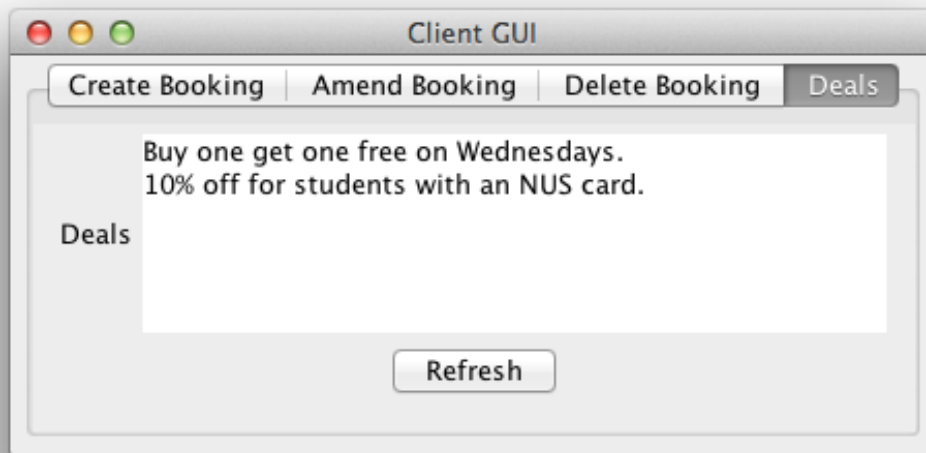 Client GUI
Create Booking Amend Booking Delete Booking Deals
Buy one get one free on Wednesdays.
10% off for students with an NUS card.
Deals
Refresh